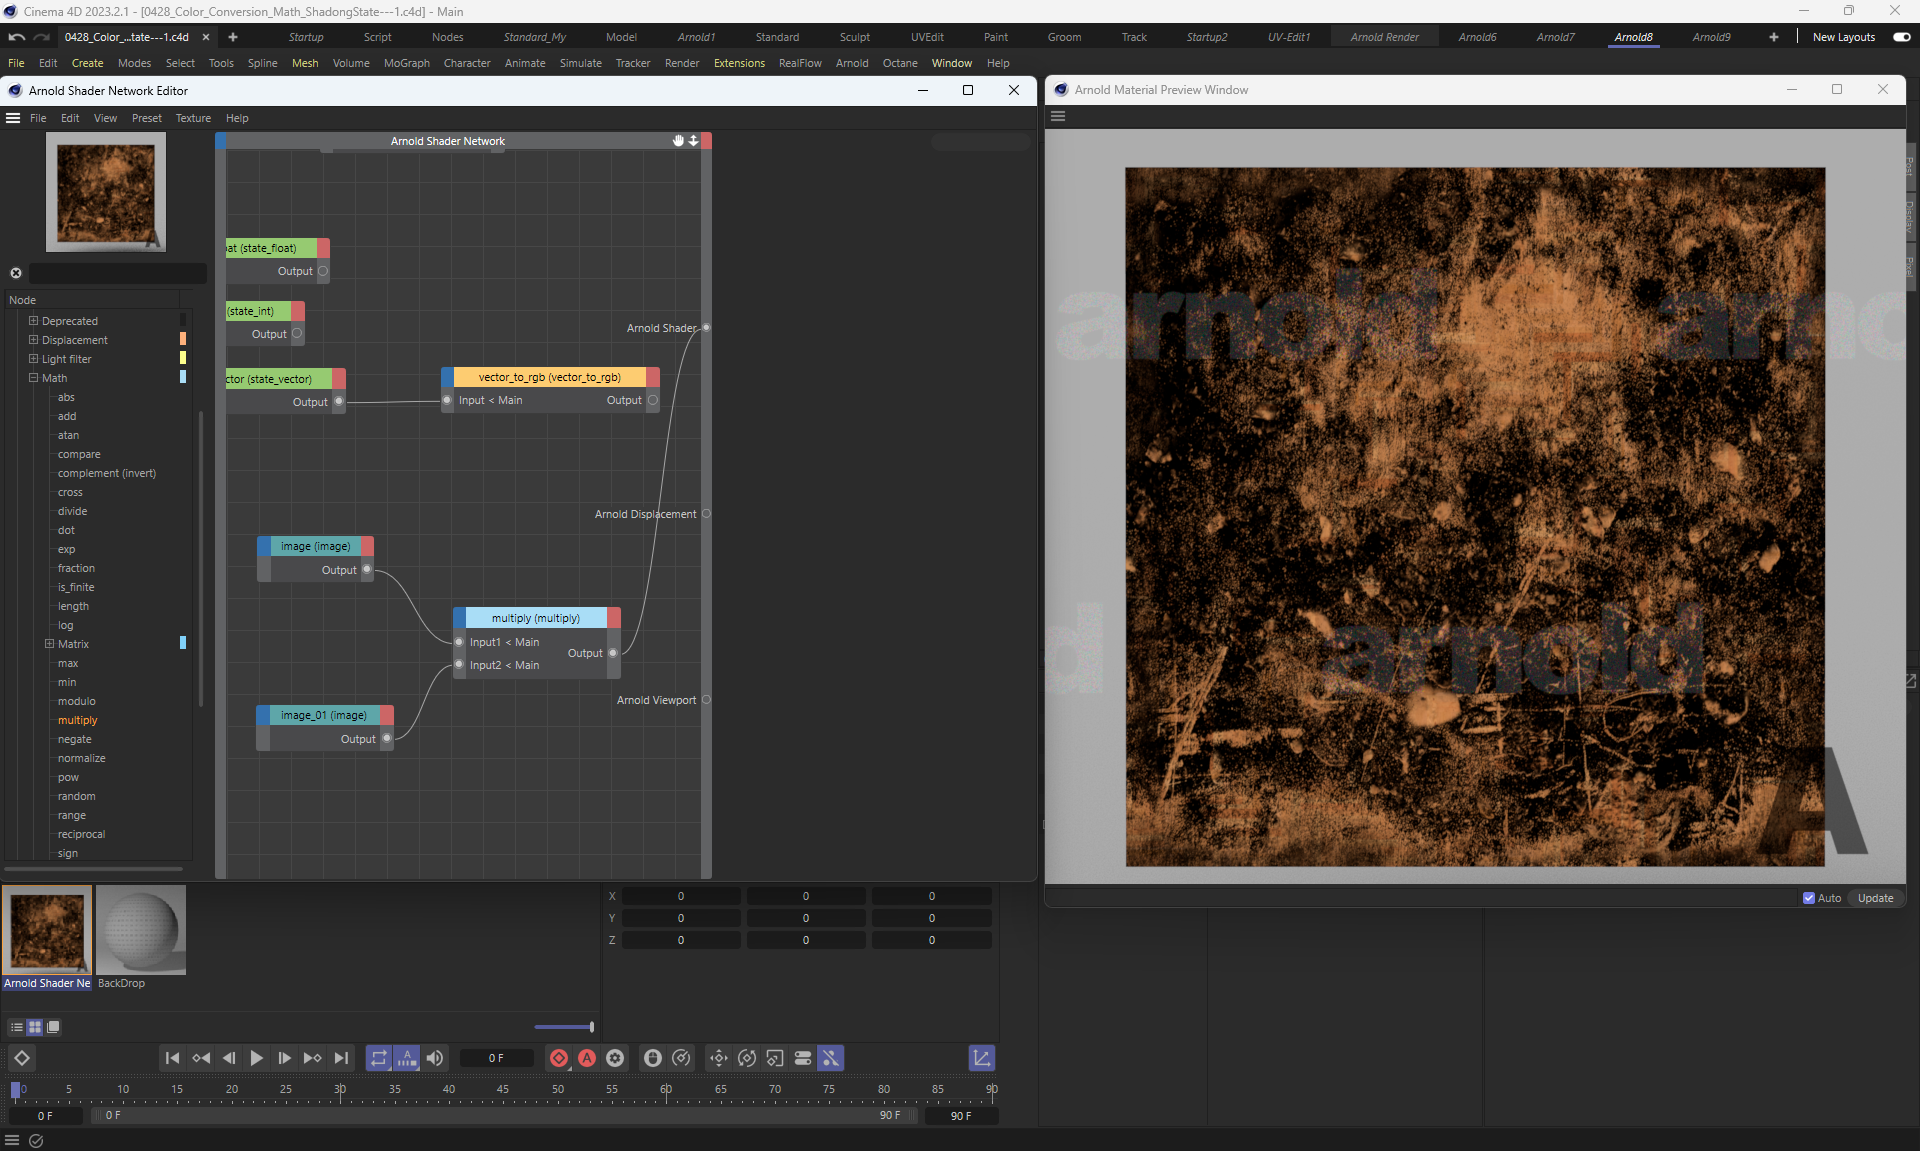 Cinema 4D 2023.2.1 - [0428_Color_Conversion_Math_ShadongState---1.c4d] - Main
0428_Color_...tate---1.c4d
Startup Script Nodes Standard_My Model Arnold1 Standard Sculpt UVEdit Paint Groom Track Startup2 UV-Edit1 Arnold Render Arnold6 Arnold7 Arnold8 Arnold9 New Layouts
File Edit Create Modes Select Tools Spline Mesh Volume MoGraph Character Animate Simulate Tracker Render Extensions RealFlow Arnold Octane Window Help
Arnold Shader Network Editor
File Edit View Preset Texture Help
Node
Deprecated
Displacement
Light filter
Math
abs
add
atan
compare
complement (invert)
cross
divide
dot
exp
fraction
is_finite
length
log
Matrix
max
min
modulo
multiply
negate
normalize
pow
random
range
reciprocal
sign
Arnold Shader Network
at (state_float)
Output
(state_int)
Output
ctor (state_vector)
Output
vector_to_rgb (vector_to_rgb)
Input < Main Output
Arnold Shader
Arnold Displacement
image (image)
Output
multiply (multiply)
Input1 < Main
Output
Input2 < Main
Arnold Viewport
image_01 (image)
Output
Arnold Material Preview Window
Post
Display
Pixel
arnold arno
d arnold
A
Auto Update
Arnold Shader Ne BackDrop
X 0 0 0
Y 0 0 0
Z 0 0 0
0 F
0 5 10 15 20 25 30 35 40 45 50 55 60 65 70 75 80 85 90
0 F 0 F 90 F 90 F